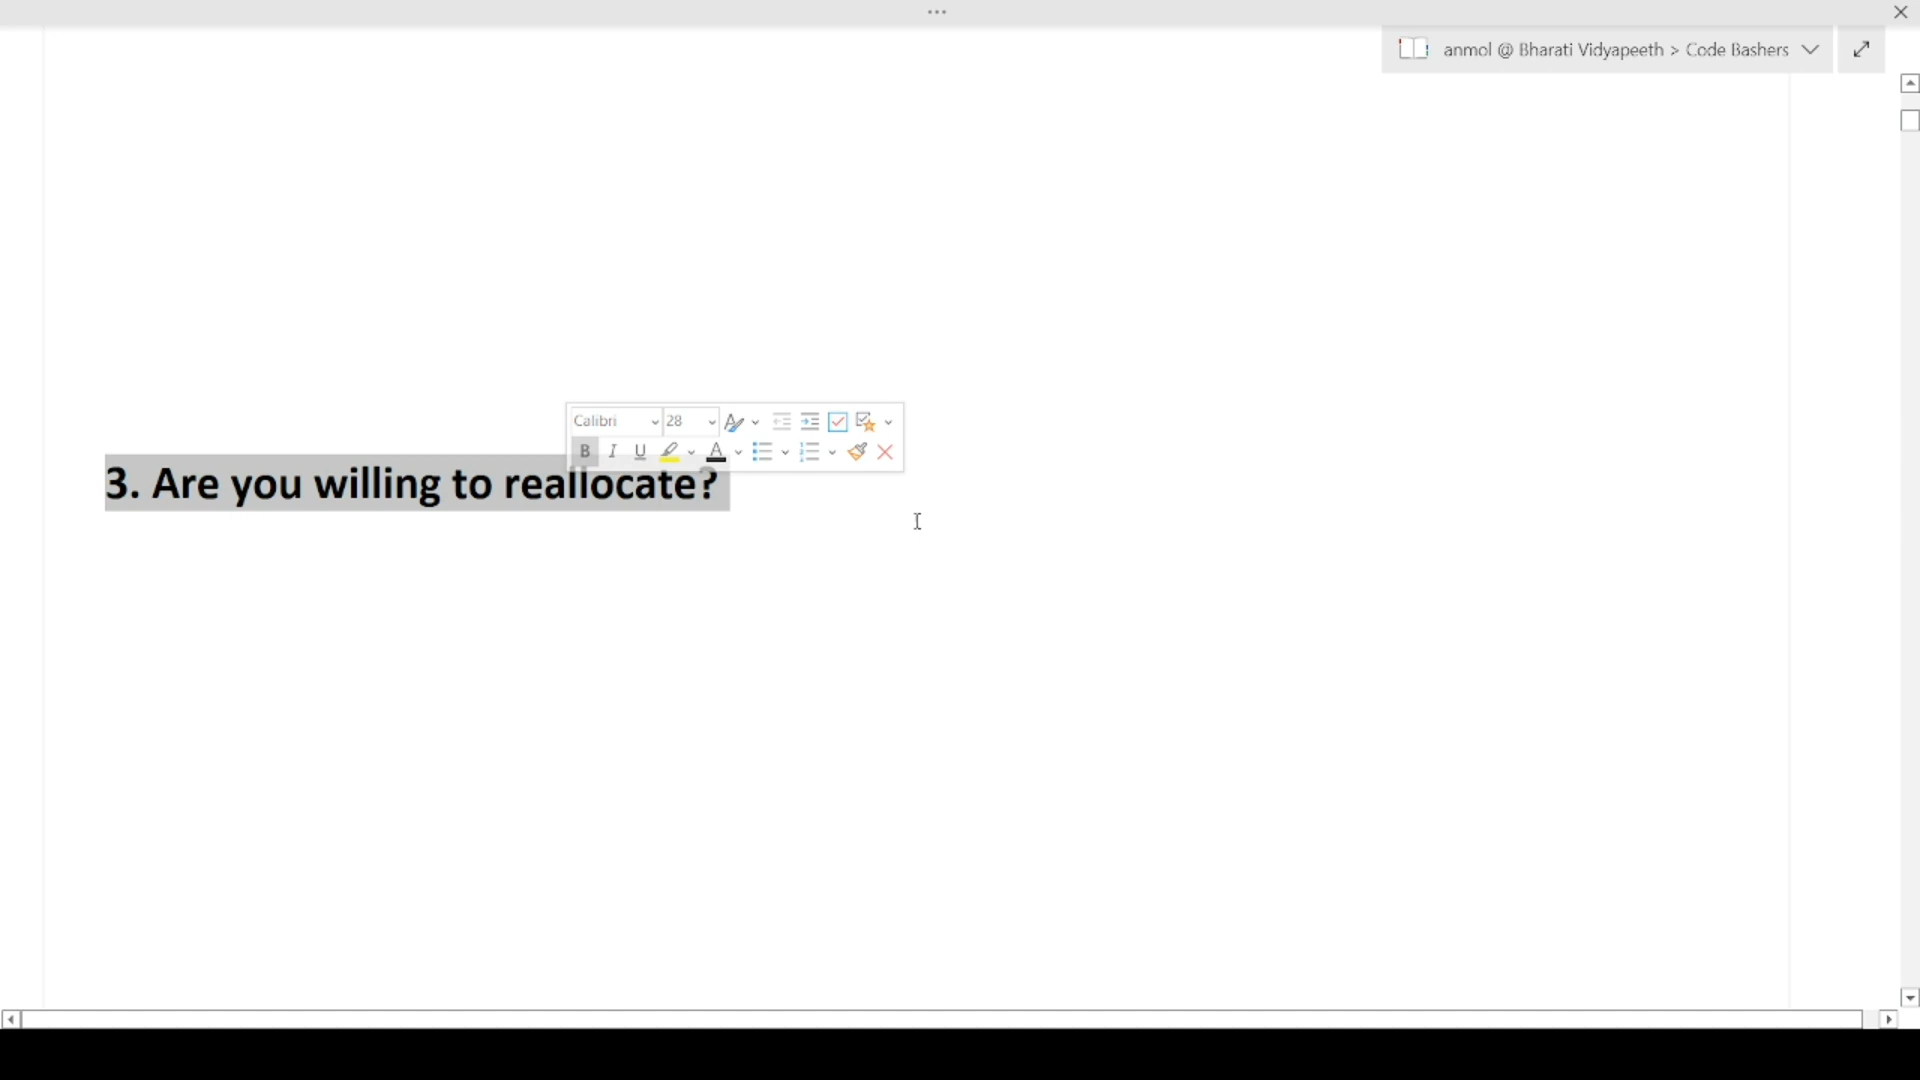 anmol @ Bharati Vidyapeeth > Code Bashers
Calibri 28
B I U A
3. Are you willing to reallocate?